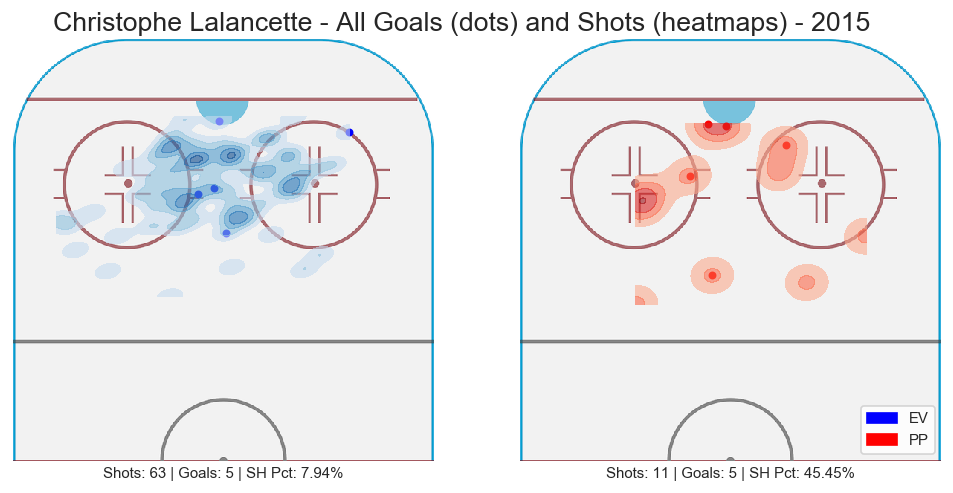 Christophe Lalancette - All Goals (dots) and Shots (heatmaps) - 2015
EV
PP
Shots: 63 | Goals: 5 | SH Pct: 7.94%
Shots: 11 | Goals: 5 | SH Pct: 45.45%